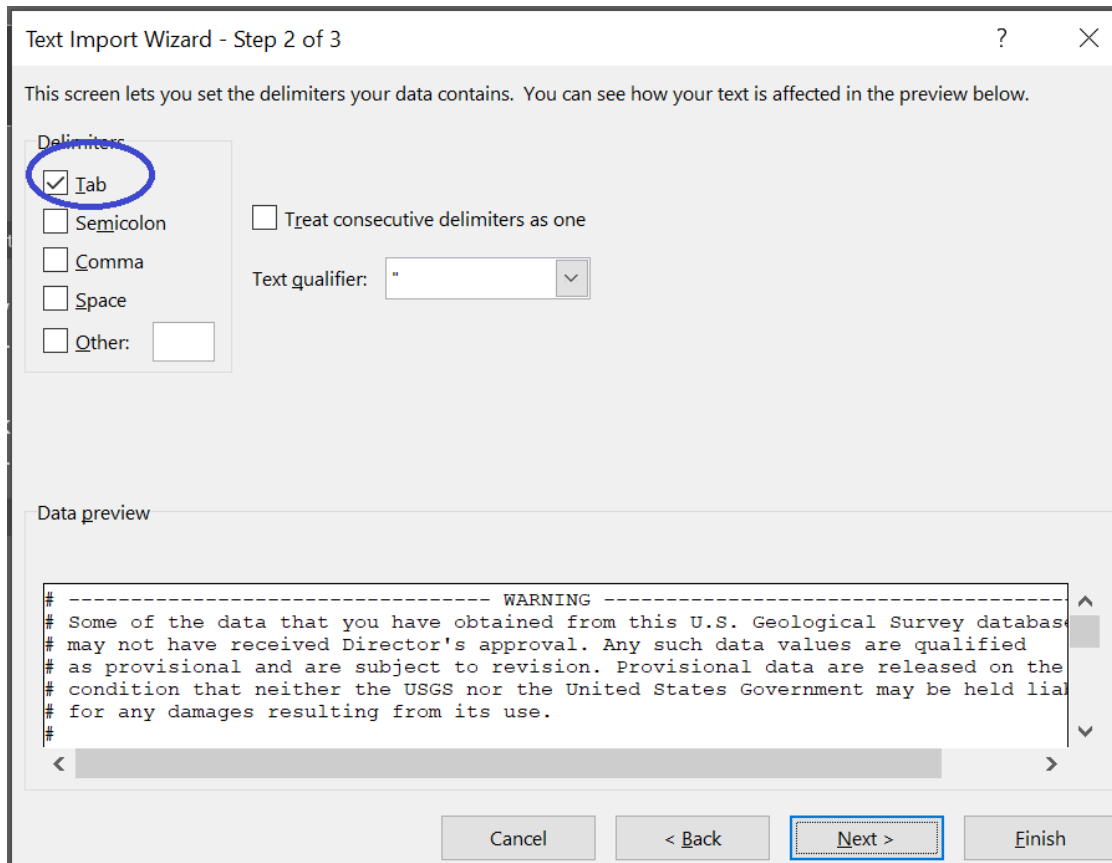 Text Import Wizard - Step 2 of 3
?
This screen lets you set the delimiters your data contains.  You can see how your text is affected in the preview below.
Delimiters
Tab
Semicolon
Comma
Space
Other:
Treat consecutive delimiters as one
Text qualifier: "
Data preview
# ---------------------------------- WARNING --------------------------------------
# Some of the data that you have obtained from this U.S. Geological Survey database
# may not have received Director's approval. Any such data values are qualified
# as provisional and are subject to revision. Provisional data are released on the
# condition that neither the USGS nor the United States Government may be held
# for any damages resulting from its use.
#
Cancel
< Back
Next >
Finish